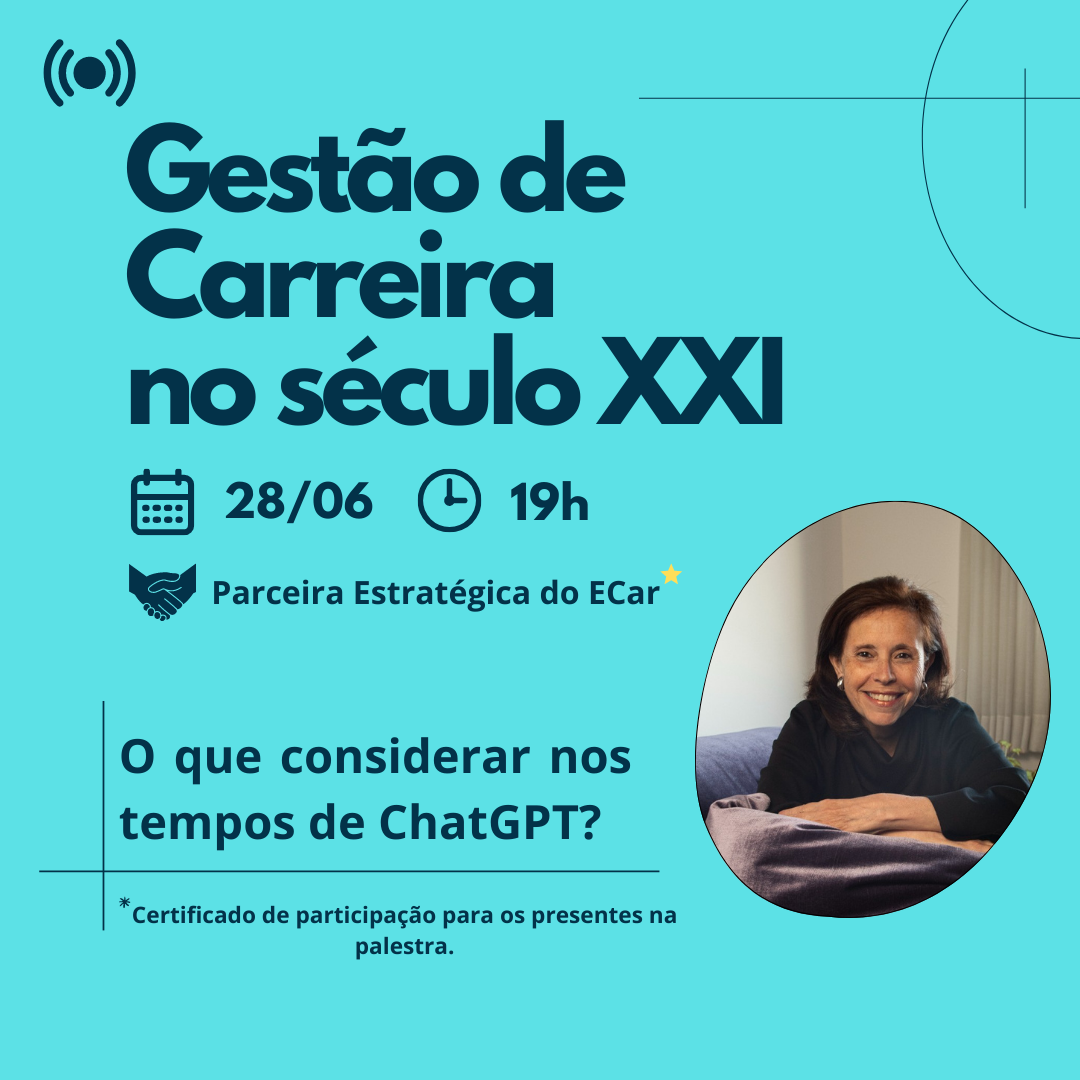 Gestão de
Carreira
no século XXI
28/06 19h
Parceira Estratégica do ECar
O que considerar nos
tempos de ChatGPT?
*Certificado de participação para os presentes na
palestra.